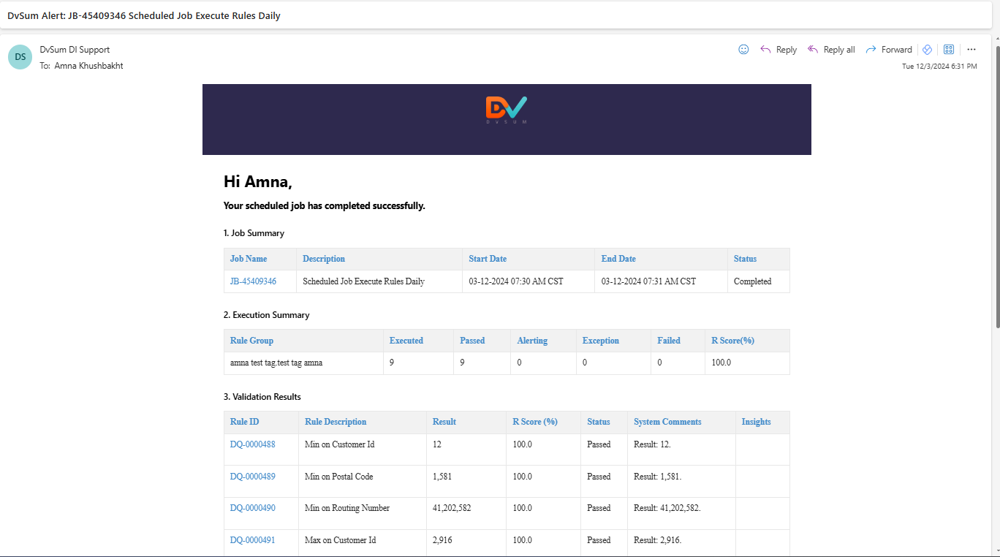 DvSum Alert: JB-45409346 Scheduled Job Execute Rules Daily
DS
DvSum DI Support
To: Amna Khushbakht
Reply
Reply all
Forward
Tue 12/3/2024 6:31 PM
DV
DVSUM
Hi Amna,
Your scheduled job has completed successfully.
1. Job Summary
Job Name Description Start Date End Date Status
JB-45409346 Scheduled Job Execute Rules Daily 03-12-2024 07:30 AM CST 03-12-2024 07:31 AM CST Completed
2. Execution Summary
Rule Group Executed Passed Alerting Exception Failed R Score(%)
amna test tag.test tag amna 9 9 0 0 0 100.0
3. Validation Results
Rule ID Rule Description Result R Score (%) Status System Comments Insights
DQ-0000488 Min on Customer Id 12 100.0 Passed Result: 12.
DQ-0000489 Min on Postal Code 1,581 100.0 Passed Result: 1,581.
DQ-0000490 Min on Routing Number 41,202,582 100.0 Passed Result: 41,202,582.
DQ-0000491 Max on Customer Id 2,916 100.0 Passed Result: 2,916.